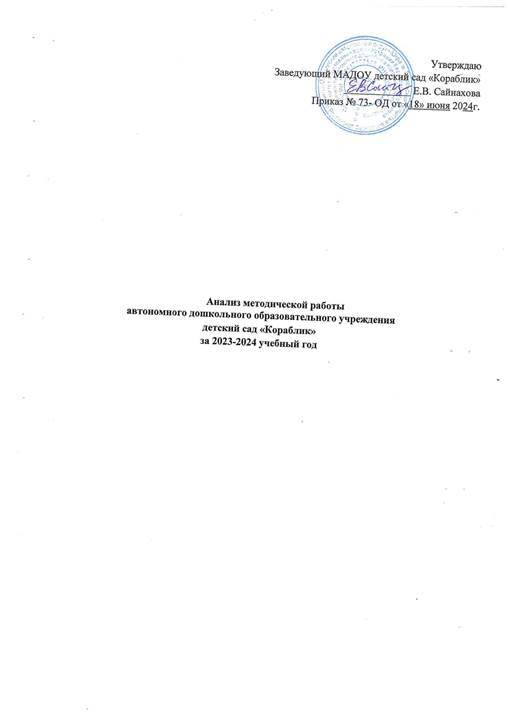 Утверждаю
Заведующий МАДОУ детский сад «Кораблик»
Е.В. Сайнахова
Приказ № 73- ОД от «18» июня 2024г.
Анализ методической работы
автономного дошкольного образовательного учреждения
детский сад «Кораблик»
за 2023-2024 учебный год